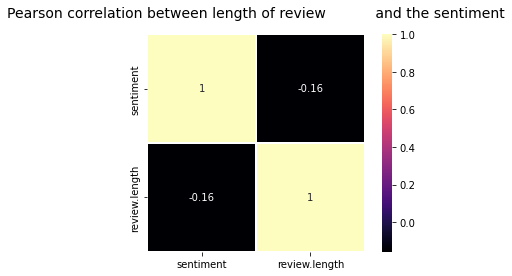 Pearson correlation between length of review and the sentiment
sentiment
1
-0.16
review.length
-0.16
1
sentiment
review.length
1.0
0.8
0.6
0.4
0.2
0.0